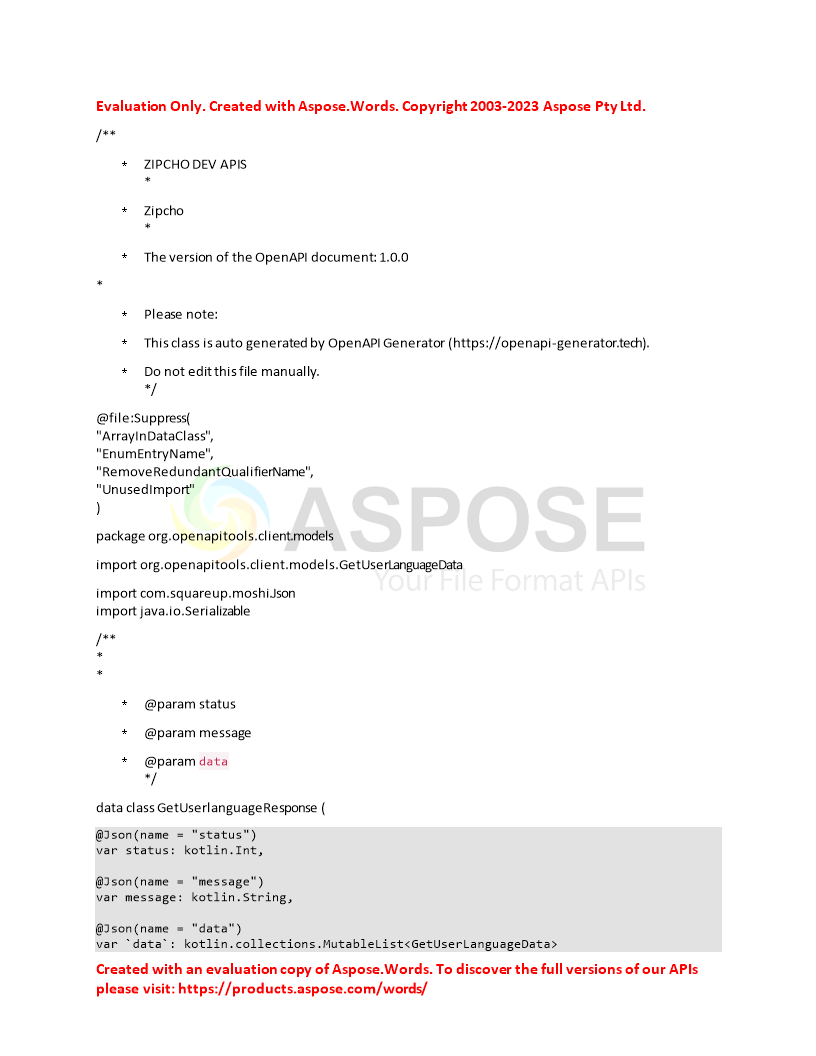 Evaluation Only. Created with Aspose.Words. Copyright 2003-2023 Aspose Pty Ltd.
/**
* ZIPCHO DEV APIS
*
* Zipcho
*
* The version of the OpenAPI document: 1.0.0
*
* Please note:
* This class is auto generated by OpenAPI Generator (https://openapi-generator.tech).
* Do not edit this file manually.
*/
@file:Suppress(
"ArrayInDataClass",
"EnumEntryName",
"RemoveRedundantQualifierName",
"UnusedImport"
)
ASPOSE
package org.openapitools.client.models
import org.openapitools.client.models.GetUserLanguageData
Your File Format APIs
import com.squareup.moshi.Json
import java.io.Serializable
/**
*
*
* @param status
* @param message
* @param data
*/
data class GetUserlanguageResponse (
@Json(name = "status")
var status: kotlin.Int,
@Json(name = "message")
var message: kotlin.String,
@Json(name = "data")
var `data`: kotlin.collections.MutableList<GetUserLanguageData>
Created with an evaluation copy of Aspose.Words. To discover the full versions of our APIs
please visit: https://products.aspose.com/words/